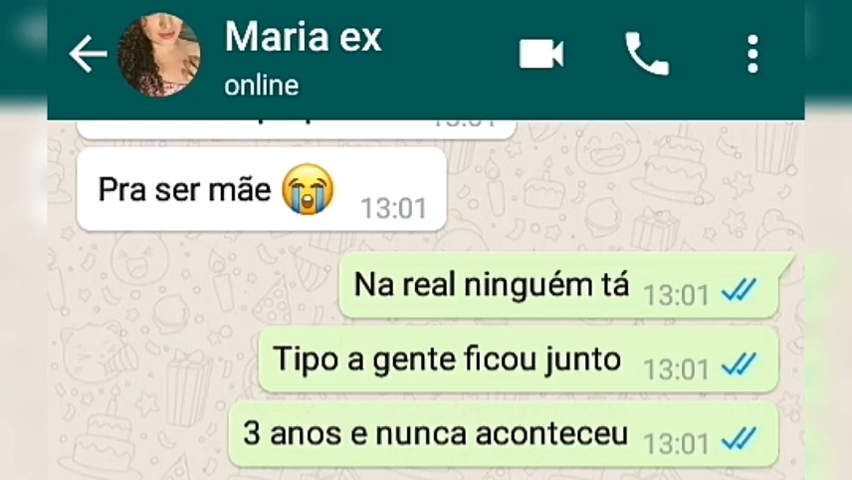 Maria ex
online
Pra ser mãe 😭 13:01
Na real ninguém tá 13:01
Tipo a gente ficou junto 13:01
3 anos e nunca aconteceu 13:01